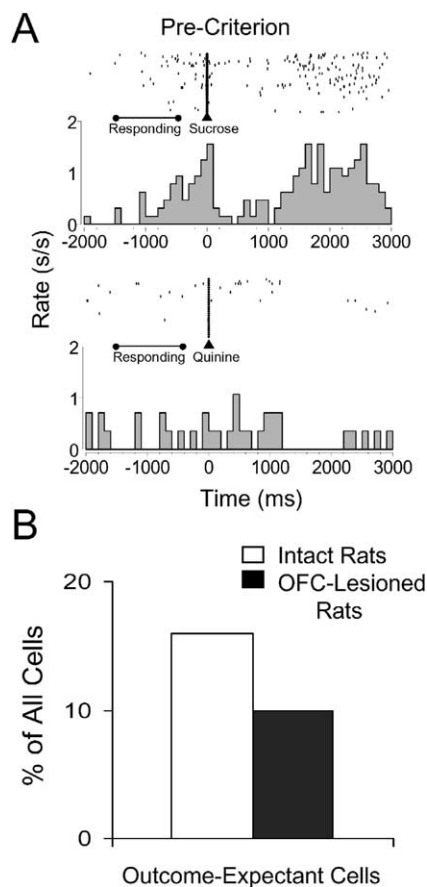 A
Pre-Criterion
Responding Sucrose
2
1
0
-2000 -1000 0 1000 2000 3000
Rate (s/s)
Responding Quinine
2
1
0
-2000 -1000 0 1000 2000 3000
Time (ms)
B
Intact Rats
OFC-Lesioned
Rats
20
10
0
% of All Cells
Outcome-Expectant Cells